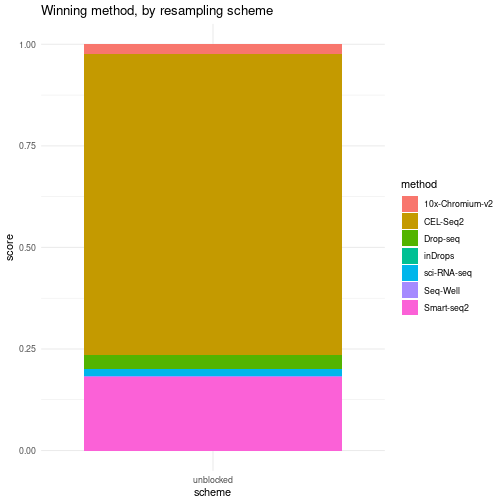 Winning method, by resampling scheme
1.00
0.75
0.50
0.25
0.00
score
unblocked
scheme
method
10x-Chromium-v2
CEL-Seq2
Drop-seq
inDrops
sci-RNA-seq
Seq-Well
Smart-seq2